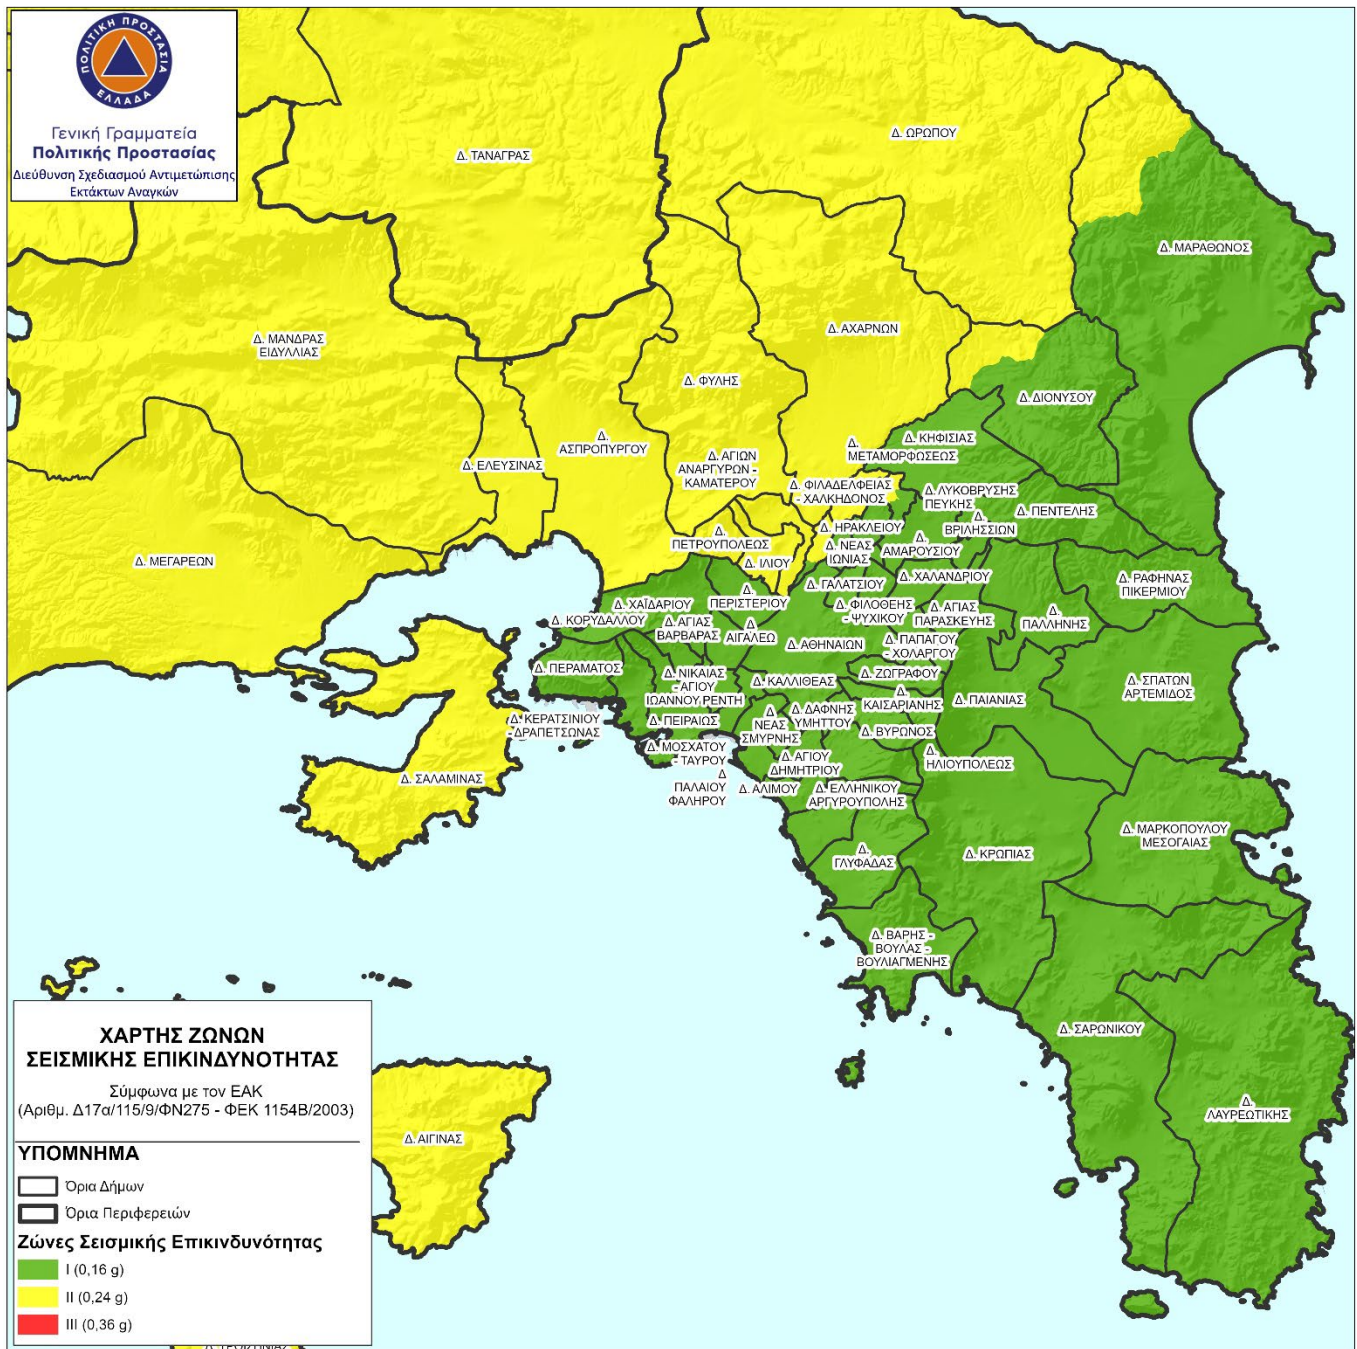 ΠΟΛΙΤΙΚΗ ΠΡΟΣΤΑΣΙΑ
ΕΛΛΑΔΑ
Γενική Γραμματεία
Πολιτικής Προστασίας
Διεύθυνση Σχεδιασμού Αντιμετώπισης
Εκτάκτων Αναγκών
Δ. ΩΡΩΠΟΥ
Δ. ΤΑΝΑΓΡΑΣ
Δ. ΜΑΡΑΘΩΝΟΣ
Δ. ΜΑΝΔΡΑΣ
ΕΙΔΥΛΛΙΑΣ
Δ. ΑΧΑΡΝΩΝ
Δ. ΦΥΛΗΣ
Δ. ΔΙΟΝΥΣΟΥ
Δ.
ΑΣΠΡΟΠΥΡΓΟΥ
Δ. ΚΗΦΙΣΙΑΣ
Δ.
ΜΕΤΑΜΟΡΦΩΣΕΩΣ
Δ. ΕΛΕΥΣΙΝΑΣ
Δ. ΑΓΙΩΝ
ΑΝΑΡΓΥΡΩΝ -
ΚΑΜΑΤΕΡΟΥ
Δ. ΦΙΛΑΔΕΛΦΕΙΑΣ
- ΧΑΛΚΗΔΟΝΟΣ
Δ. ΛΥΚΟΒΡΥΣΗΣ
ΠΕΥΚΗΣ
Δ. ΠΕΝΤΕΛΗΣ
Δ.
ΒΡΙΛΗΣΣΙΩΝ
Δ. ΗΡΑΚΛΕΙΟΥ
Δ.
ΠΕΤΡΟΥΠΟΛΕΩΣ
Δ. ΝΕΑΣ
ΙΩΝΙΑΣ
Δ.
ΑΜΑΡΟΥΣΙΟΥ
Δ. ΜΕΓΑΡΕΩΝ
Δ. ΙΛΙΟΥ
Δ. ΓΑΛΑΤΣΙΟΥ
Δ. ΧΑΛΑΝΔΡΙΟΥ
Δ. ΡΑΦΗΝΑΣ
ΠΙΚΕΡΜΙΟΥ
Δ. ΧΑΪΔΑΡΙΟΥ
Δ.
ΠΕΡΙΣΤΕΡΙΟΥ
Δ. ΦΙΛΟΘΕΗΣ
- ΨΥΧΙΚΟΥ
Δ. ΑΓΙΑΣ
ΠΑΡΑΣΚΕΥΗΣ
Δ.
ΠΑΛΛΗΝΗΣ
Δ. ΚΟΡΥΔΑΛΛΟΥ
Δ. ΑΓΙΑΣ
ΒΑΡΒΑΡΑΣ
Δ.
ΑΙΓΑΛΕΩ
Δ. ΑΘΗΝΑΙΩΝ
Δ. ΠΑΠΑΓΟΥ
- ΧΟΛΑΡΓΟΥ
Δ. ΠΕΡΑΜΑΤΟΣ
Δ. ΝΙΚΑΙΑΣ
- ΑΓΙΟΥ
ΙΩΑΝΝΟΥ ΡΕΝΤΗ
Δ. ΚΑΛΛΙΘΕΑΣ
Δ. ΖΩΓΡΑΦΟΥ
Δ. ΣΠΑΤΩΝ
ΑΡΤΕΜΙΔΟΣ
Δ.
ΚΑΙΣΑΡΙΑΝΗΣ
Δ. ΠΑΙΑΝΙΑΣ
Δ. ΚΕΡΑΤΣΙΝΙΟΥ
- ΔΡΑΠΕΤΣΩΝΑΣ
Δ. ΠΕΙΡΑΙΩΣ
Δ.
ΝΕΑΣ
ΣΜΥΡΝΗΣ
Δ. ΔΑΦΝΗΣ
ΥΜΗΤΤΟΥ
Δ. ΒΥΡΩΝΟΣ
Δ. ΜΟΣΧΑΤΟΥ
- ΤΑΥΡΟΥ
Δ. ΑΓΙΟΥ
ΔΗΜΗΤΡΙΟΥ
Δ.
ΗΛΙΟΥΠΟΛΕΩΣ
Δ. ΣΑΛΑΜΙΝΑΣ
Δ
ΠΑΛΑΙΟΥ
ΦΑΛΗΡΟΥ
Δ. ΑΛΙΜΟΥ
Δ. ΕΛΛΗΝΙΚΟΥ
ΑΡΓΥΡΟΥΠΟΛΗΣ
Δ. ΜΑΡΚΟΠΟΥΛΟΥ
ΜΕΣΟΓΑΙΑΣ
Δ.
ΓΛΥΦΑΔΑΣ
Δ. ΚΡΩΠΙΑΣ
Δ. ΒΑΡΗΣ -
ΒΟΥΛΑΣ -
ΒΟΥΛΙΑΓΜΕΝΗΣ
Δ. ΣΑΡΩΝΙΚΟΥ
Δ.
ΛΑΥΡΕΩΤΙΚΗΣ
Δ. ΑΙΓΙΝΑΣ
ΧΑΡΤΗΣ ΖΩΝΩΝ
ΣΕΙΣΜΙΚΗΣ ΕΠΙΚΙΝΔΥΝΟΤΗΤΑΣ
Σύμφωνα με τον ΕΑΚ
(Αριθμ. Δ17α/115/9/ΦΝ275 - ΦΕΚ 1154Β/2003)
ΥΠΟΜΝΗΜΑ
Όρια Δήμων
Όρια Περιφερειών
Ζώνες Σεισμικής Επικινδυνότητας
I (0,16 g)
II (0,24 g)
III (0,36 g)